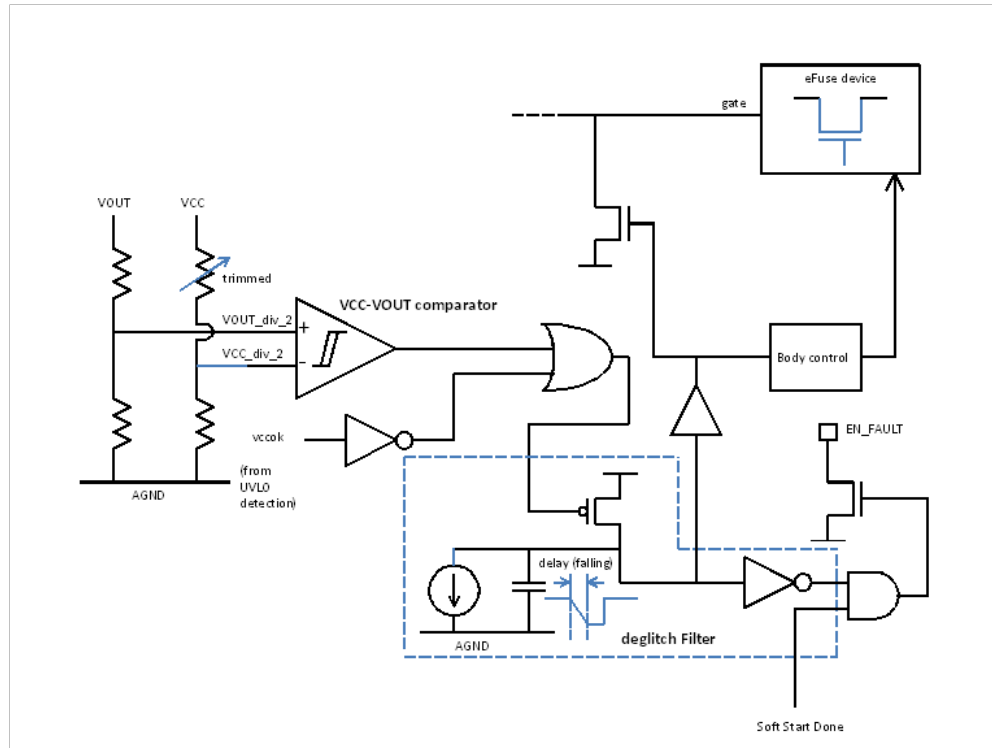 eFuse device
gate
VOUT
VCC
trimmed
VCC-VOUT comparator
VOUT_div_2
+
VCC_div_2
-
Body control
vccok
(from
UVLO
detection)
AGND
EN_FAULT
delay (falling)
AGND
deglitch Filter
Soft Start Done